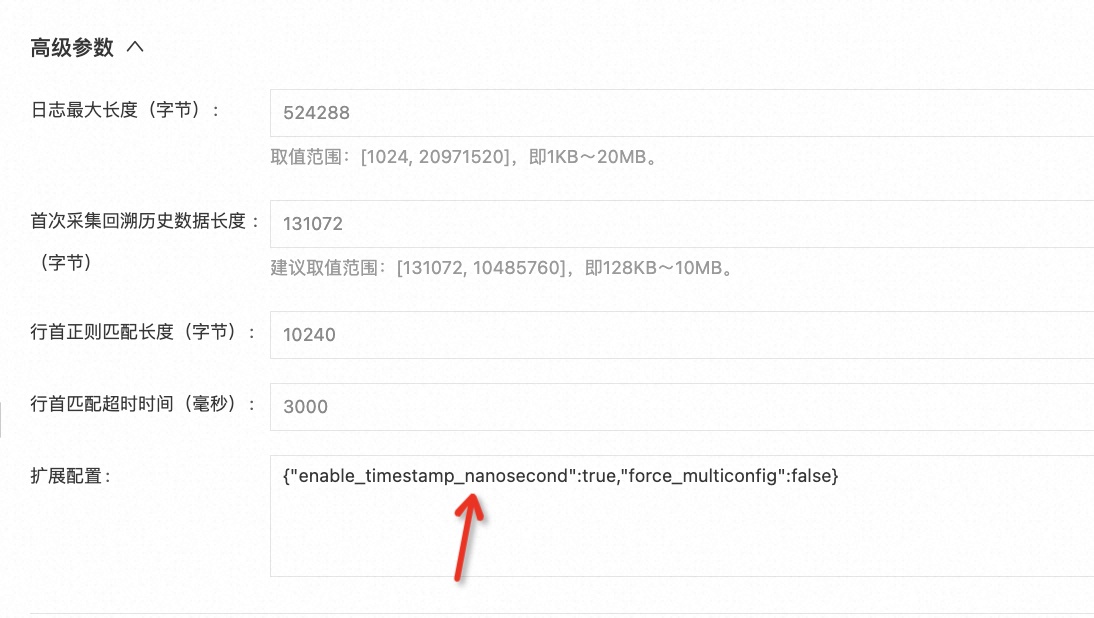 高级参数
日志最大长度（字节）：
524288
取值范围：[1024, 20971520]，即1KB～20MB。
首次采集回溯历史数据长度：
（字节）
131072
建议取值范围：[131072, 10485760]，即128KB～10MB。
行首正则匹配长度（字节）：
10240
行首匹配超时时间（毫秒）：
3000
扩展配置：
{"enable_timestamp_nanosecond":true,"force_multiconfig":false}